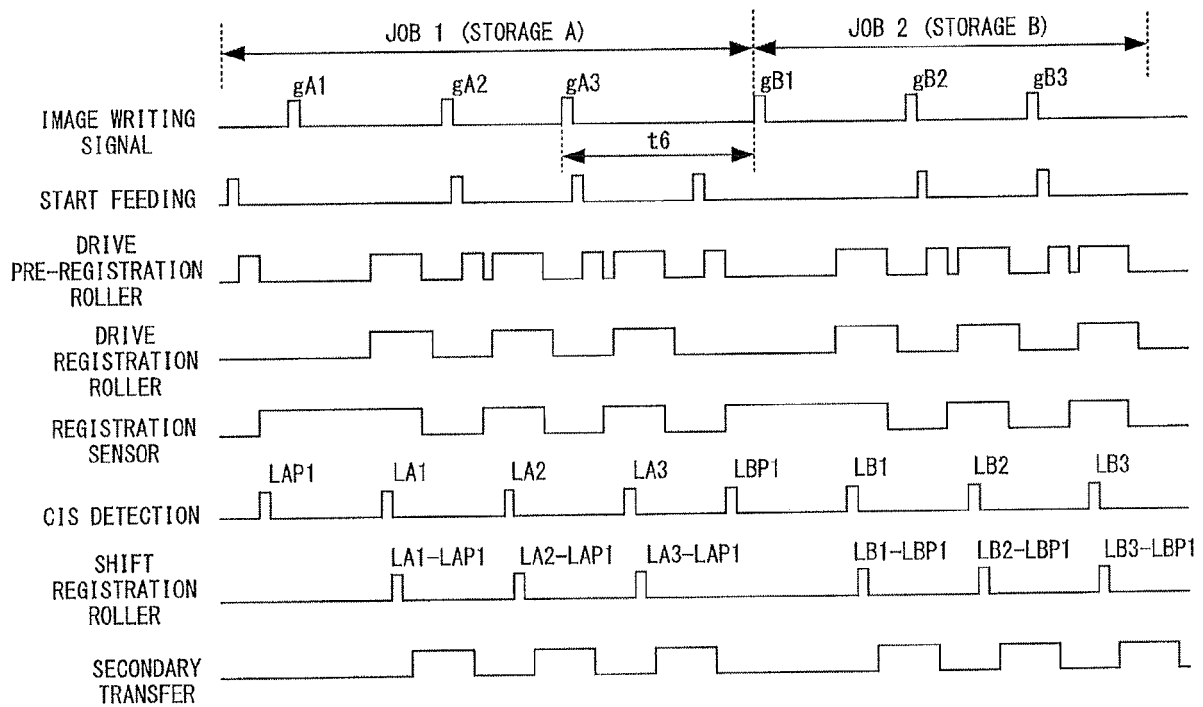 JOB 1 (STORAGE A)
JOB 2 (STORAGE B)
gA1
gA2
gA3
gB1
gB2
gB3
IMAGE WRITING
SIGNAL
t6
START FEEDING
DRIVE
PRE-REGISTRATION
ROLLER
DRIVE
REGISTRATION
ROLLER
REGISTRATION
SENSOR
LAP1
LA1
LA2
LA3
LBP1
LB1
LB2
LB3
CIS DETECTION
SHIFT
REGISTRATION
ROLLER
LA1-LAP1
LA2-LAP1
LA3-LAP1
LB1-LBP1
LB2-LBP1
LB3-LBP1
SECONDARY
TRANSFER